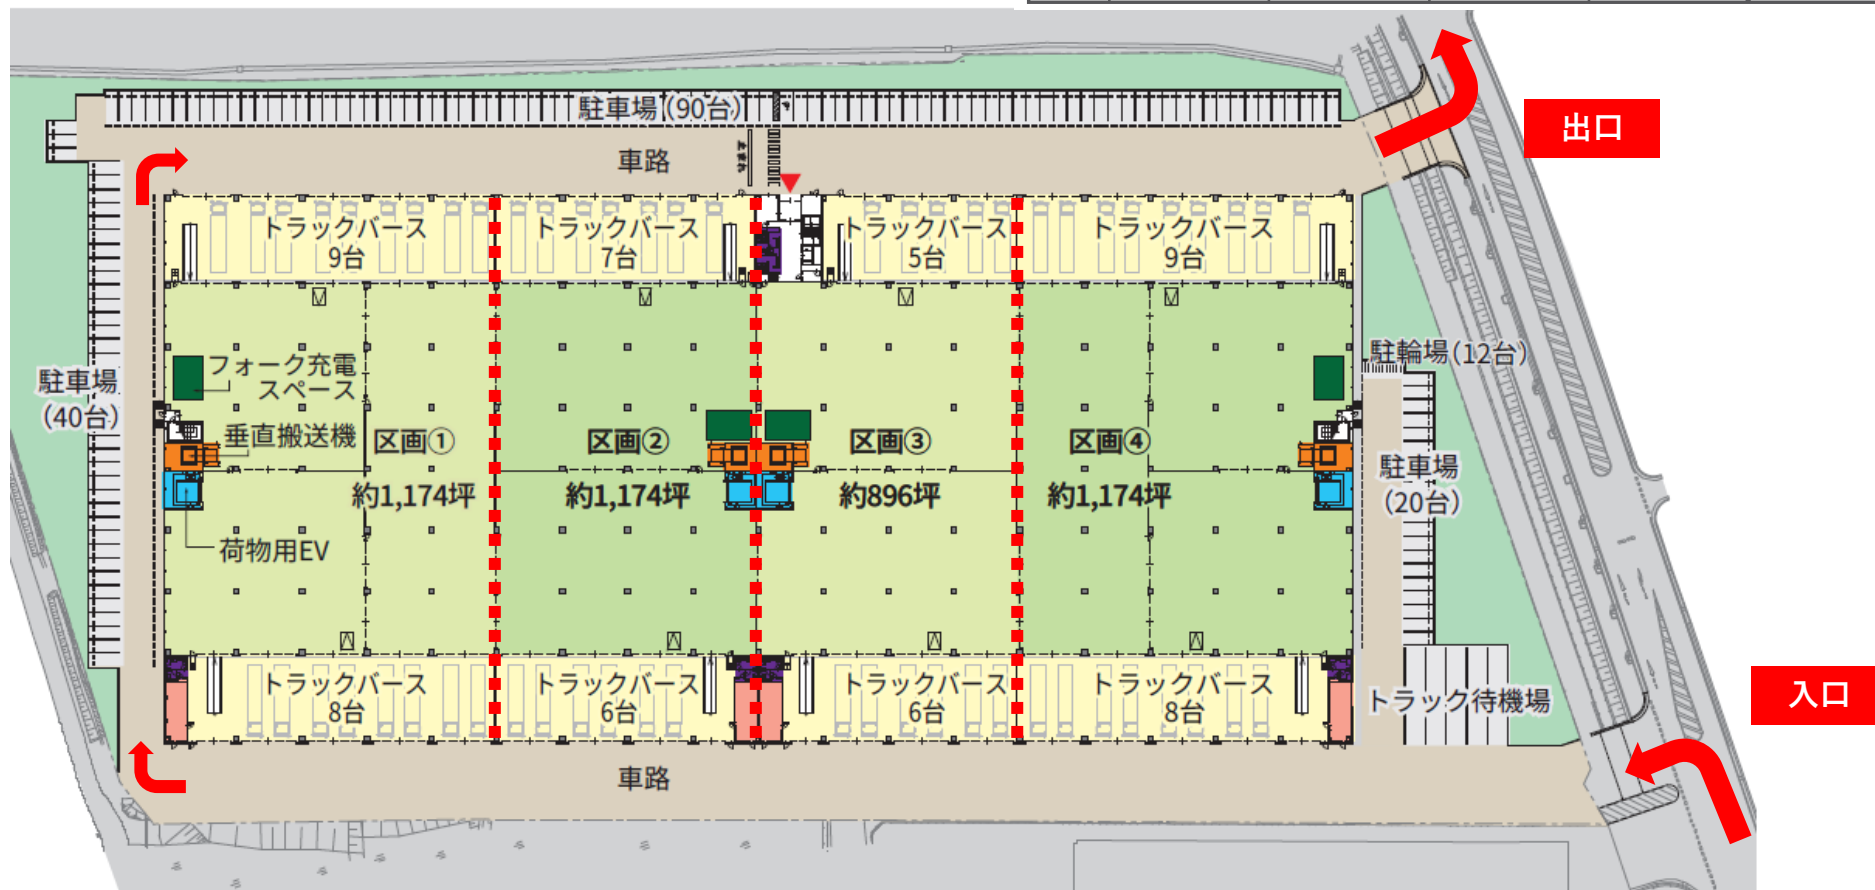 駐車場（90台）
出口
車路
トラックバース
9台
トラックバース
7台
トラックバース
5台
トラックバース
9台
フォーク充電
スペース
駐車場
（40台）
垂直搬送機
区画①
約1,174坪
区画②
約1,174坪
区画③
約896坪
区画④
約1,174坪
駐輪場（12台）
駐車場
（20台）
荷物用EV
トラックバース
8台
トラックバース
6台
トラックバース
6台
トラックバース
8台
トラック待機場
入口
車路